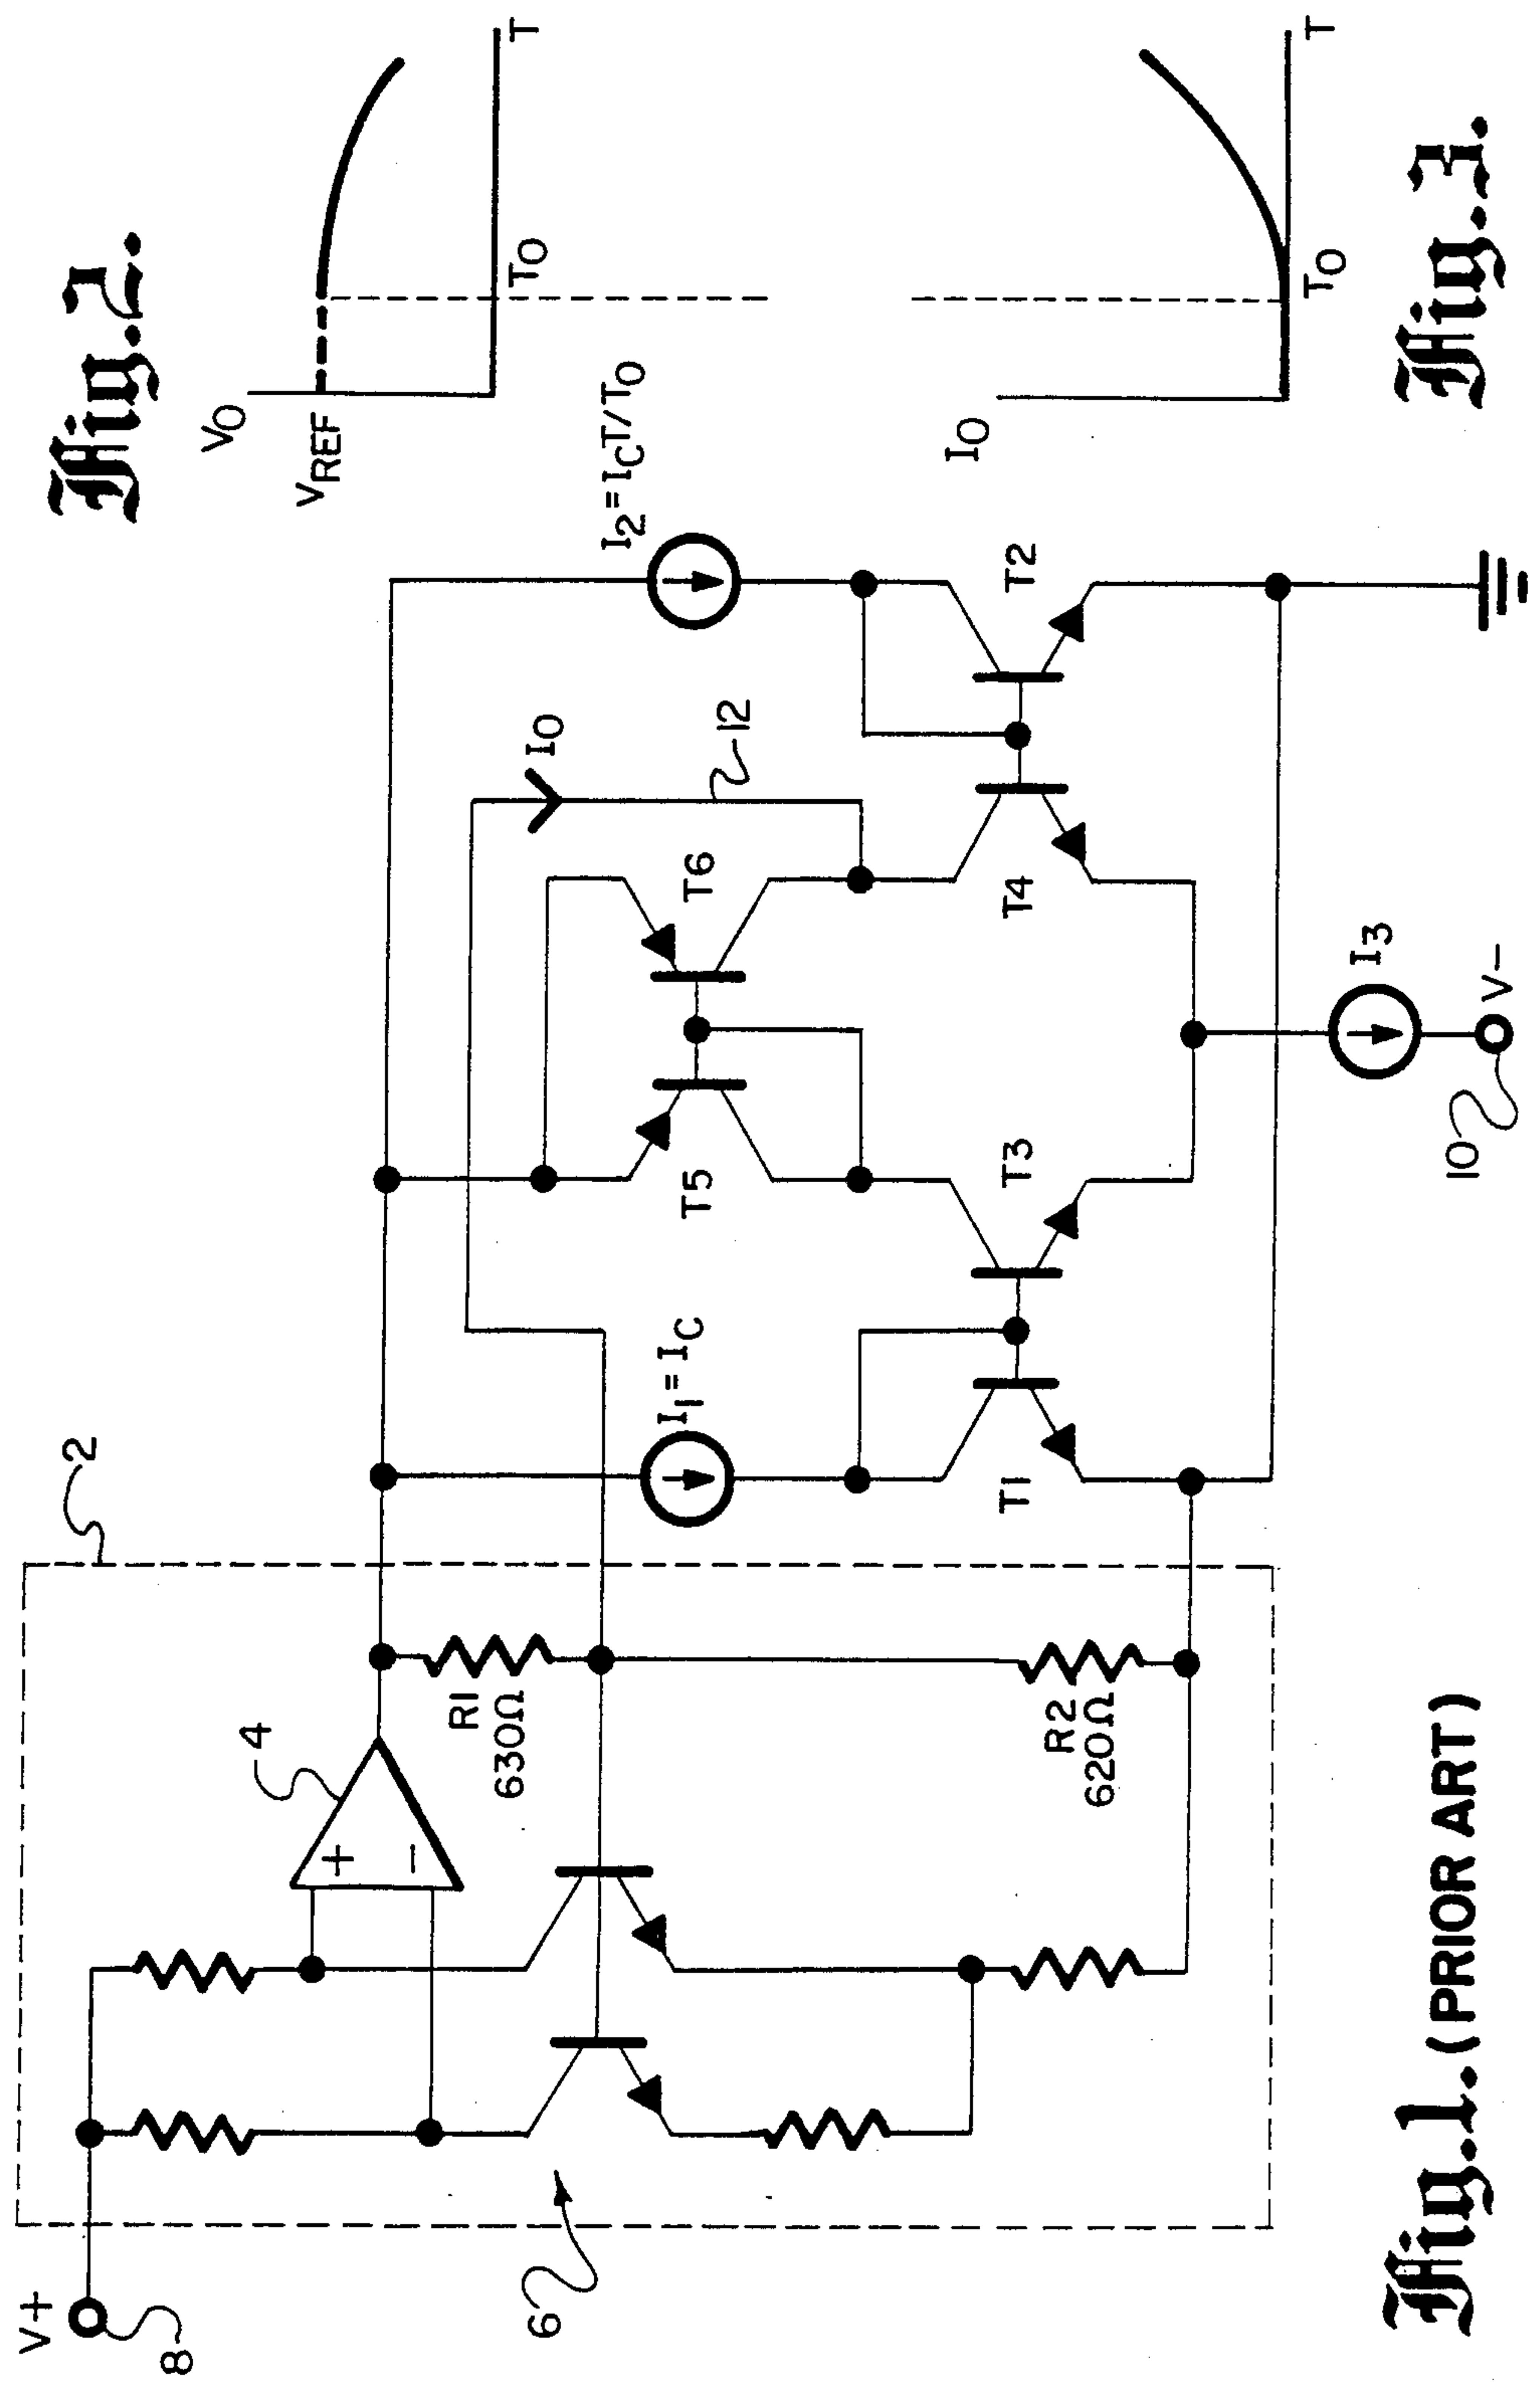 V+
8
6
2
4
+
−
R1
630Ω
R2
620Ω
I1 = IC
T1
T3
T5
T6
I0
12
T4
T2
I2 = ICT/T0
I3
10
V−
Fig.1. (PRIOR ART)
Fig.2.
V0
VREF
T0
T
Fig.3.
I0
T0
T